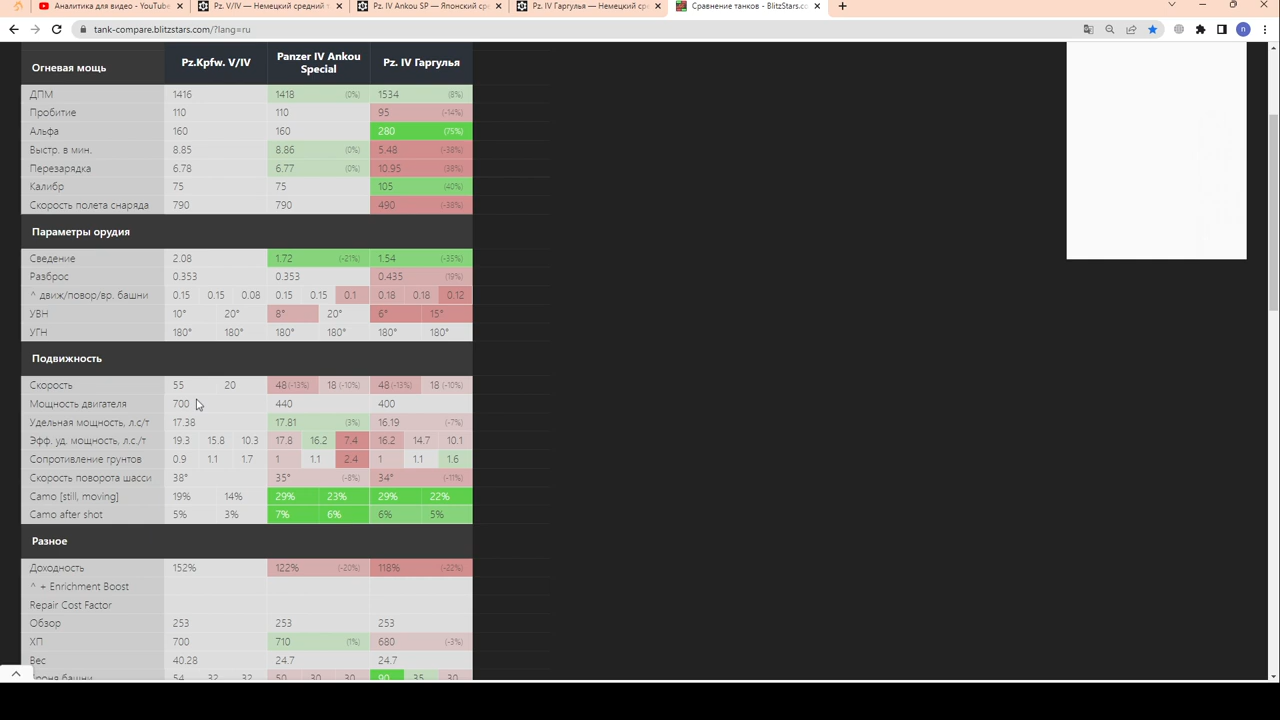 Аналитика для видео - YouTube
Pz. V/IV — Немецкий средний т
Pz. IV Ankou SP — Японский ср
Pz. IV Гаргулья — Немецкий ср
Сравнение танков - BlitzStars.co
tank-compare.blitzstars.com/?lang=ru
n
Огневая мощь Pz.Kpfw. V/IV Panzer IV Ankou Special Pz. IV Гаргулья
ДПМ 1416 1418 (0%) 1534 (8%)
Пробитие 110 110 95 (-14%)
Альфа 160 160 280 (75%)
Выстр. в мин. 8.85 8.86 (0%) 5.48 (-38%)
Перезарядка 6.78 6.77 (0%) 10.95 (38%)
Калибр 75 75 105 (40%)
Скорость полета снаряда 790 790 490 (-38%)
Параметры орудия
Сведение 2.08 1.72 (-21%) 1.54 (-35%)
Разброс 0.353 0.353 0.435 (19%)
^ движ/повор/вр. башни 0.15 0.15 0.08 0.15 0.15 0.1 0.18 0.18 0.12
УВН 10° 20° 8° 20° 6° 15°
УГН 180° 180° 180° 180° 180° 180°
Подвижность
Скорость 55 20 48 (-13%) 18 (-10%) 48 (-13%) 18 (-10%)
Мощность двигателя 700 440 400
Удельная мощность, л.с/т 17.38 17.81 (3%) 16.19 (-7%)
Эфф. уд. мощность, л.с./т 19.3 15.8 10.3 17.8 16.2 7.4 16.2 14.7 10.1
Сопротивление грунтов 0.9 1.1 1.7 1 1.1 2.4 1 1.1 1.6
Скорость поворота шасси 38° 35° (-8%) 34° (-11%)
Camo [still, moving] 19% 14% 29% 23% 29% 22%
Camo after shot 5% 3% 7% 6% 6% 5%
Разное
Доходность 152% 122% (-20%) 118% (-22%)
^ + Enrichment Boost
Repair Cost Factor
Обзор 253 253 253
ХП 700 710 (1%) 680 (-3%)
Вес 40.28 24.7 24.7
Броня башни 54 32 32 50 30 30 90 35 30